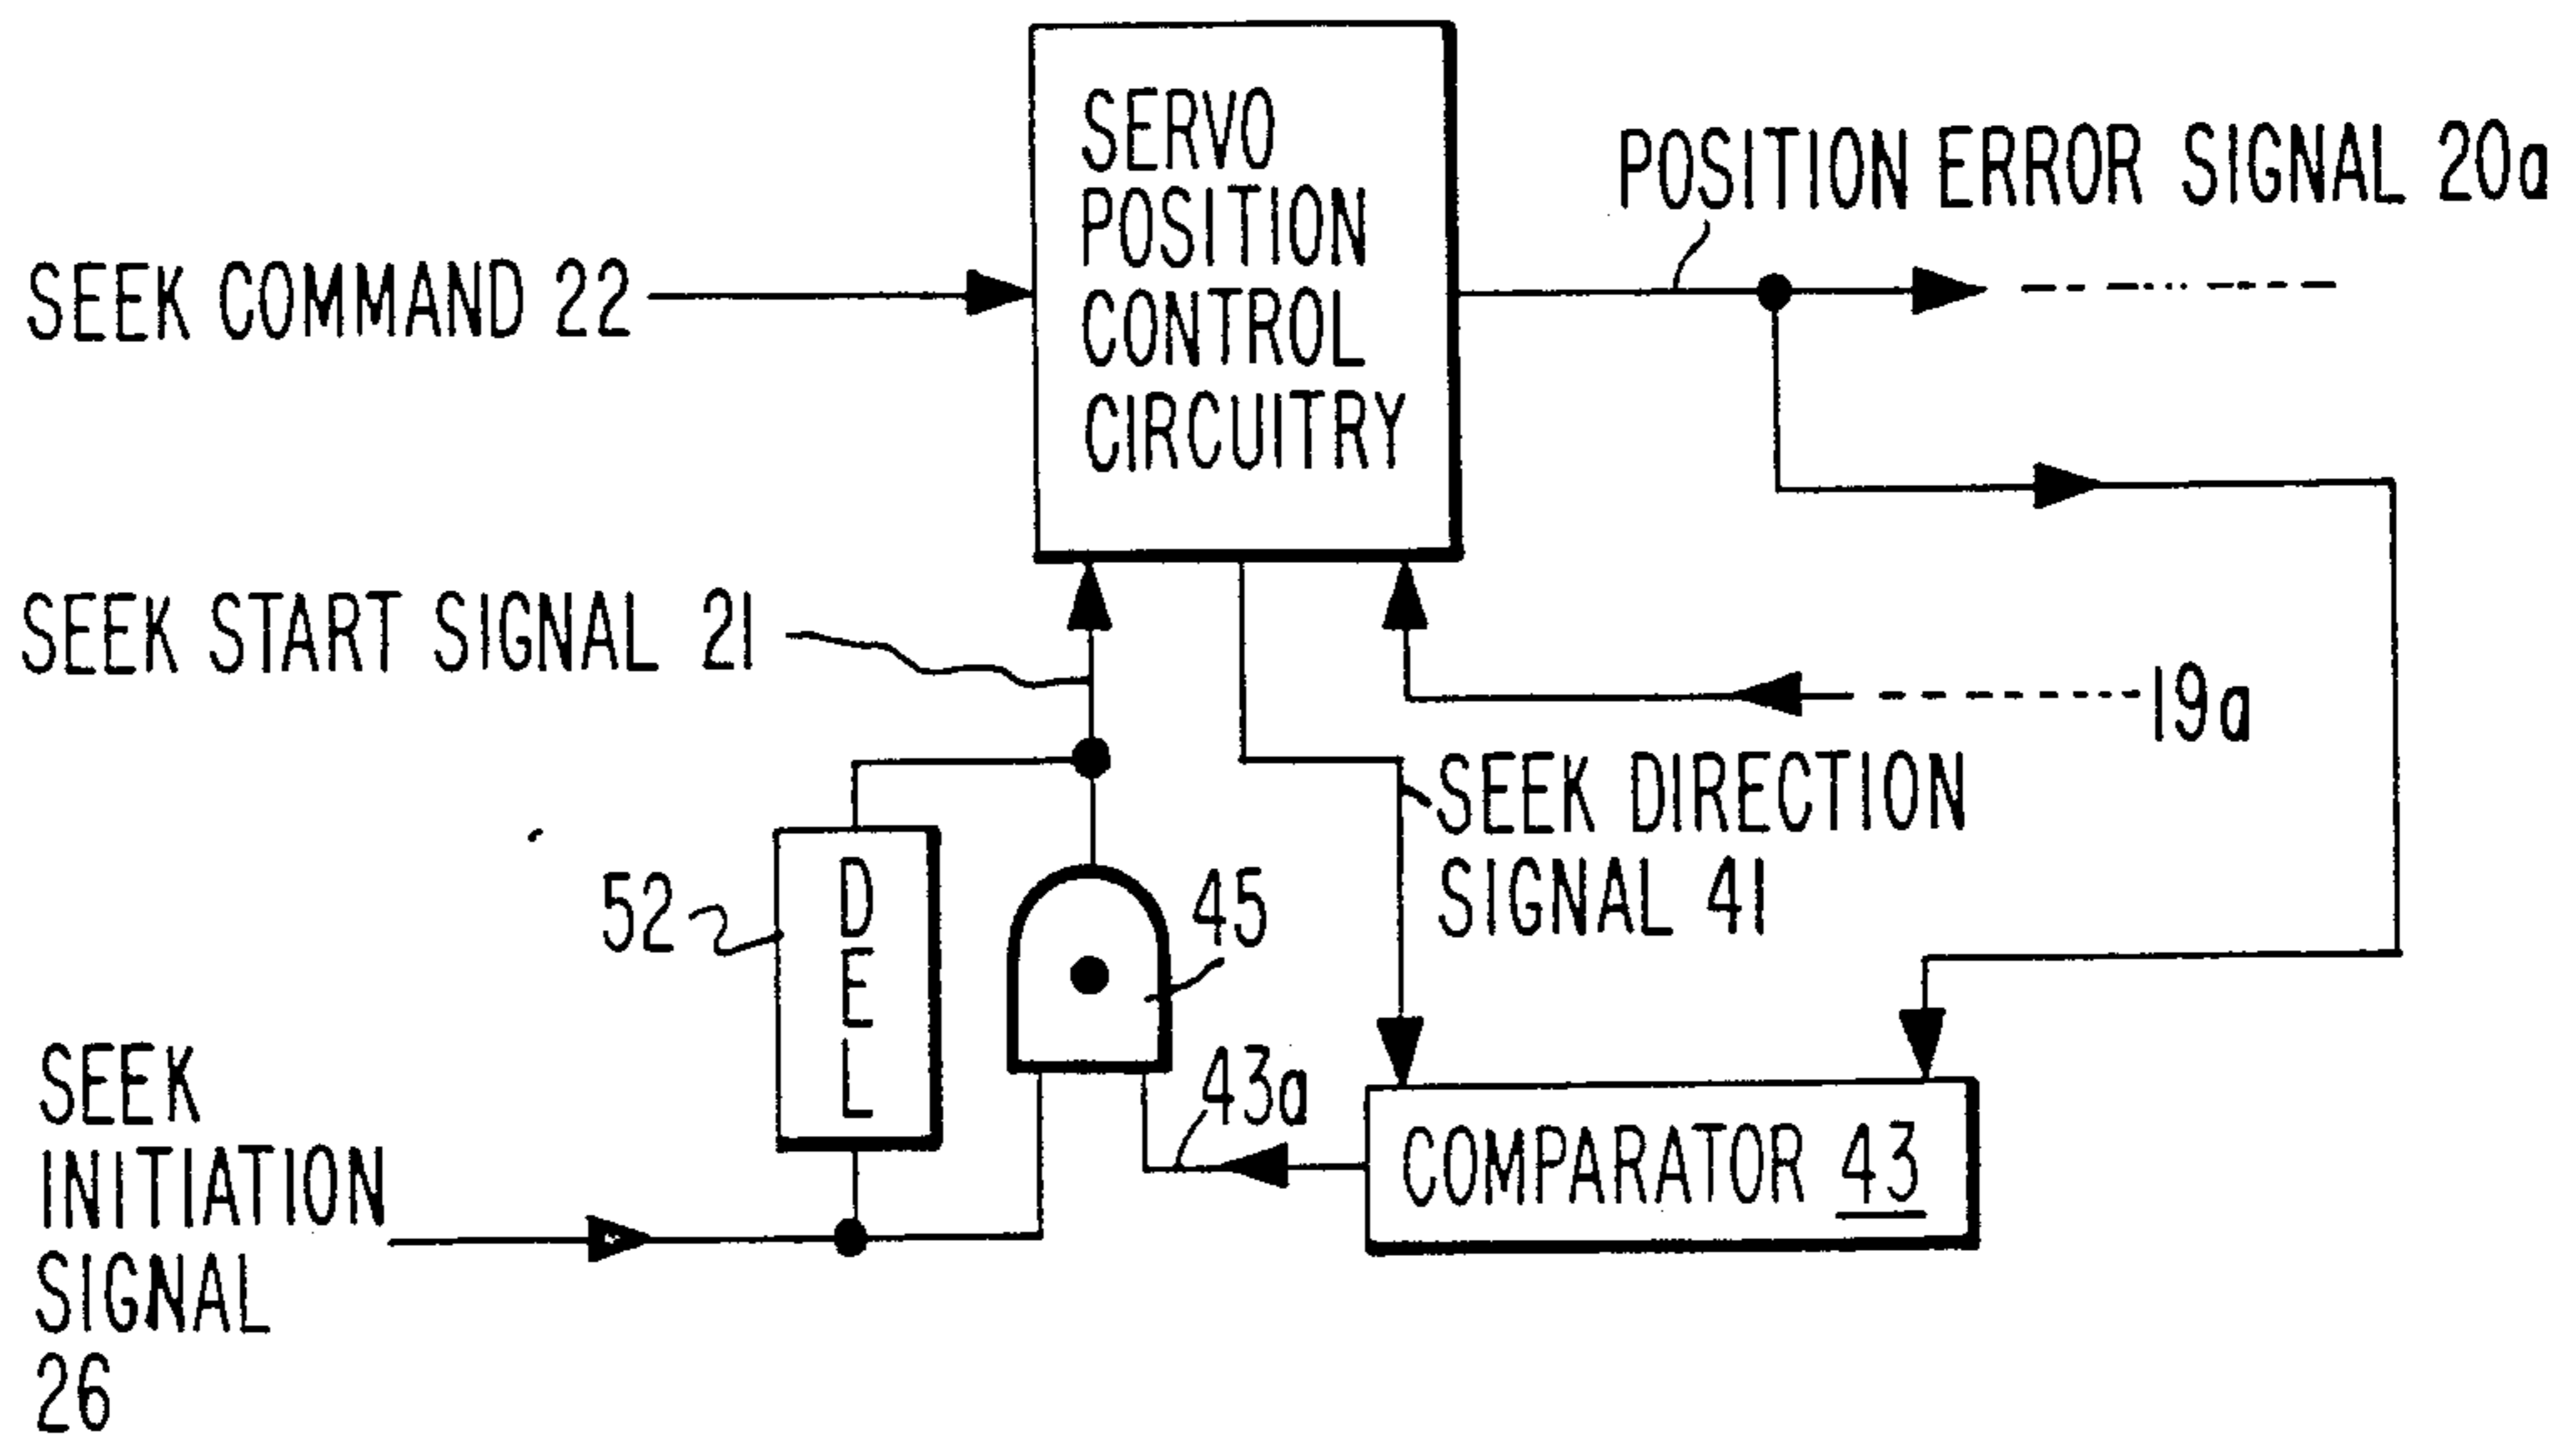 SERVO
POSITION
CONTROL
CIRCUITRY
POSITION ERROR SIGNAL 20a
SEEK COMMAND 22
SEEK START SIGNAL 21
19a
SEEK DIRECTION
SIGNAL 41
52
D
E
L
45
43a
COMPARATOR 43
SEEK
INITIATION
SIGNAL
26